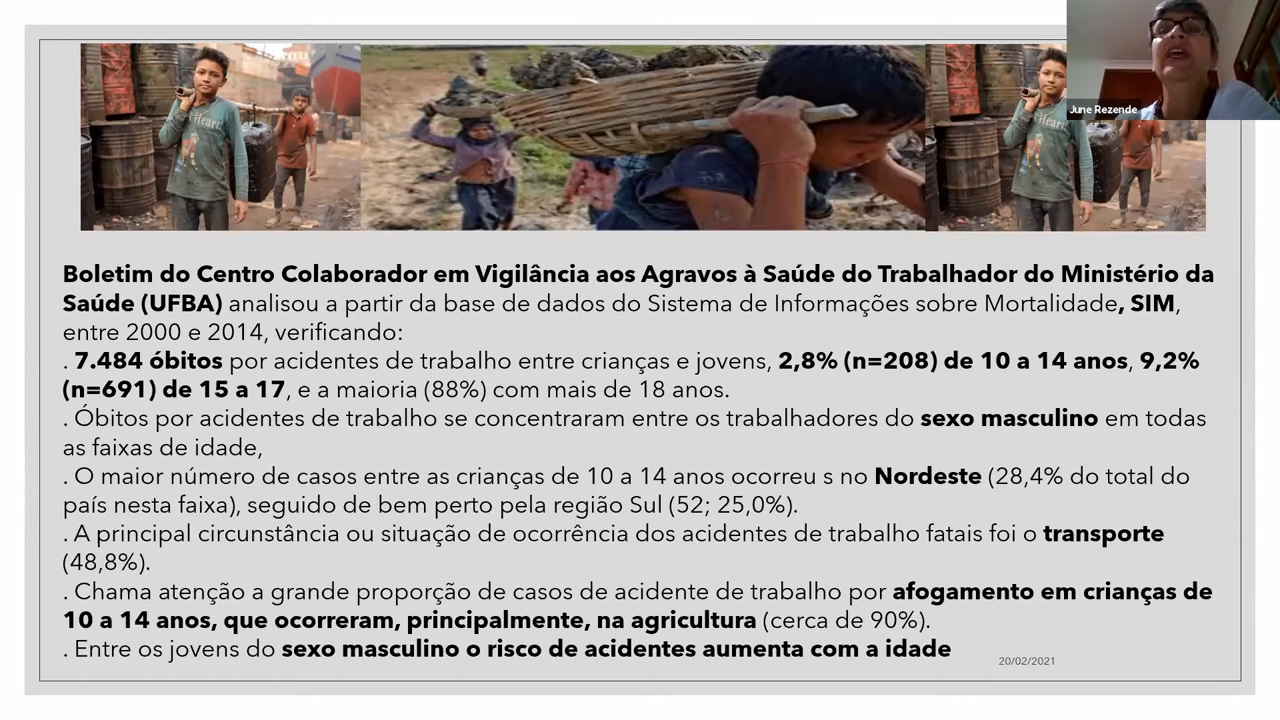 June Rezende
Heart
Heart
Boletim do Centro Colaborador em Vigilância aos Agravos à Saúde do Trabalhador do Ministério da
Saúde (UFBA) analisou a partir da base de dados do Sistema de Informações sobre Mortalidade, SIM,
entre 2000 e 2014, verificando:
. 7.484 óbitos por acidentes de trabalho entre crianças e jovens, 2,8% (n=208) de 10 a 14 anos, 9,2%
(n=691) de 15 a 17, e a maioria (88%) com mais de 18 anos.
. Óbitos por acidentes de trabalho se concentraram entre os trabalhadores do sexo masculino em todas
as faixas de idade,
. O maior número de casos entre as crianças de 10 a 14 anos ocorreu s no Nordeste (28,4% do total do
país nesta faixa), seguido de bem perto pela região Sul (52; 25,0%).
. A principal circunstância ou situação de ocorrência dos acidentes de trabalho fatais foi o transporte
(48,8%).
. Chama atenção a grande proporção de casos de acidente de trabalho por afogamento em crianças de
10 a 14 anos, que ocorreram, principalmente, na agricultura (cerca de 90%).
. Entre os jovens do sexo masculino o risco de acidentes aumenta com a idade
20/02/2021